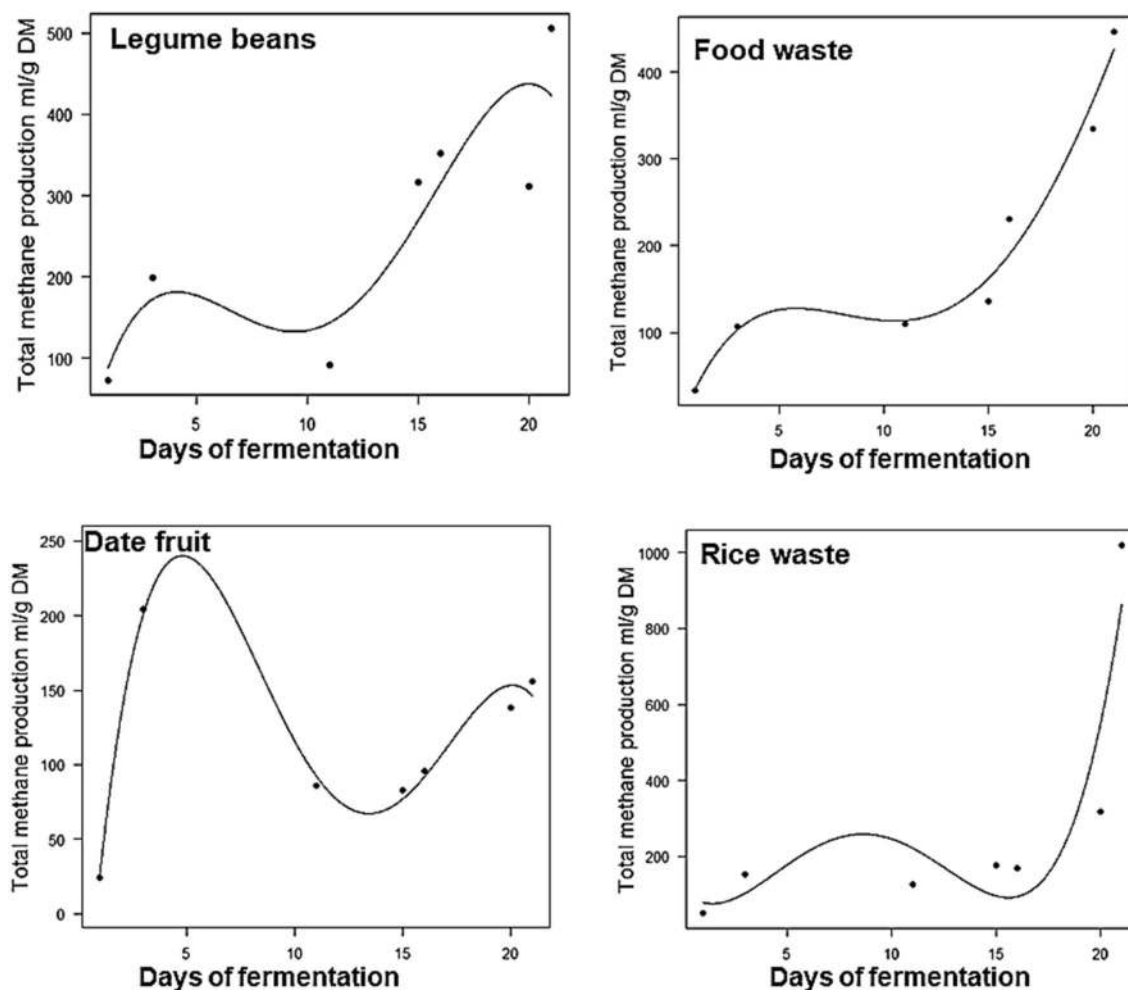 Legume beans
Total methane production ml/g DM
500
400
300
200
100
5 10 15 20
Days of fermentation
Food waste
Total methane production ml/g DM
400
300
200
100
5 10 15 20
Days of fermentation
Date fruit
Total methane production ml/g DM
250
200
150
100
50
0
5 10 15 20
Days of fermentation
Rice waste
Total methane production ml/g DM
1000
800
600
400
200
5 10 15 20
Days of fermentation